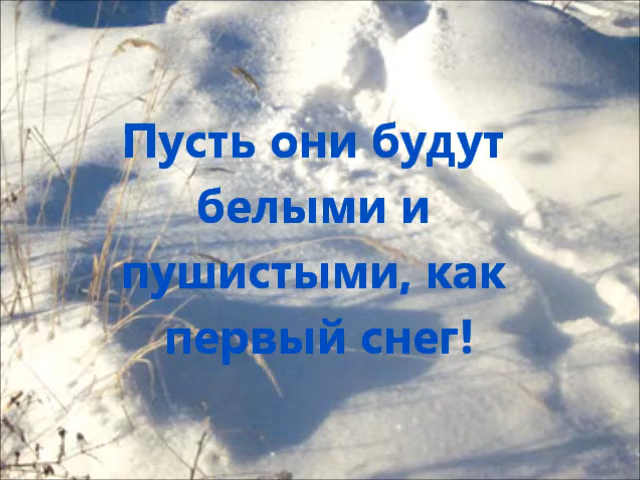 Пусть они будут
белыми и
пушистыми, как
первый снег!